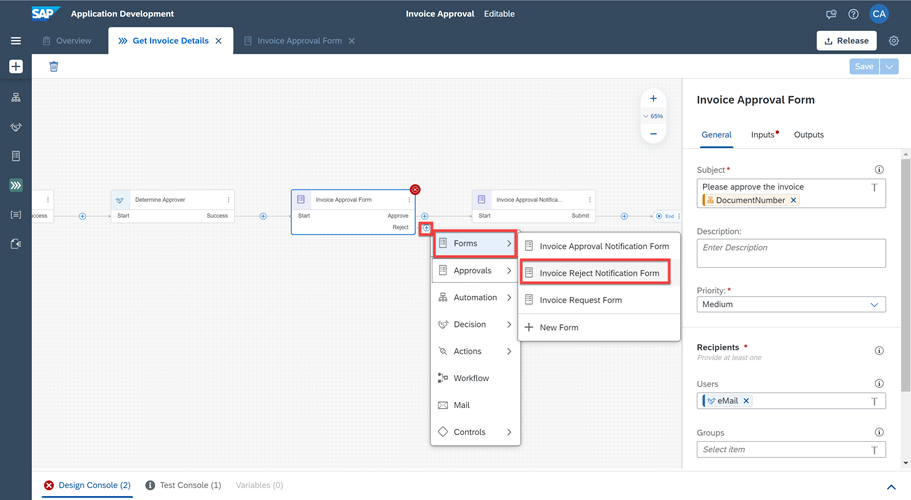 SAP Application Development
Invoice Approval Editable
CA
Overview
Get Invoice Details
Invoice Approval Form
Release
Save
65%
Success
Determine Approver
Start Success
Invoice Approval Form
Start Approve
Reject
Invoice Approval Notifica...
Start Submit
End
Forms
Approvals
Automation
Decision
Actions
Workflow
Mail
Controls
Invoice Approval Notification Form
Invoice Reject Notification Form
Invoice Request Form
New Form
Invoice Approval Form
General Inputs Outputs
Subject*
Please approve the invoice
DocumentNumber
Description:
Enter Description
Priority:*
Medium
Recipients *
Provide at least one
Users
eMail
Groups
Select item
Design Console (2) Test Console (1) Variables (0)